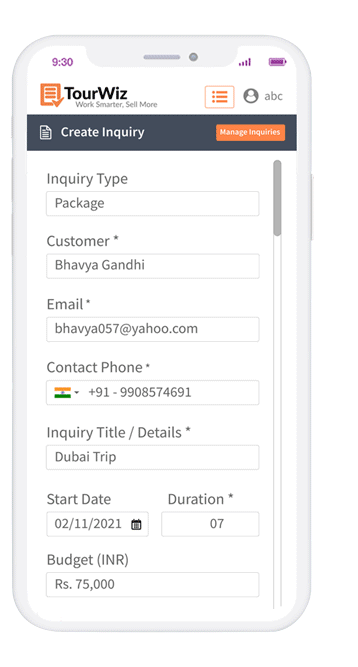 9:30
TourWiz
Work Smarter, Sell More
abc
Create Inquiry
Manage Inquiries
Inquiry Type
Package
Customer *
Bhavya Gandhi
Email *
bhavya057@yahoo.com
Contact Phone *
+91 - 9908574691
Inquiry Title / Details *
Dubai Trip
Start Date Duration *
02/11/2021 07
Budget (INR)
Rs. 75,000